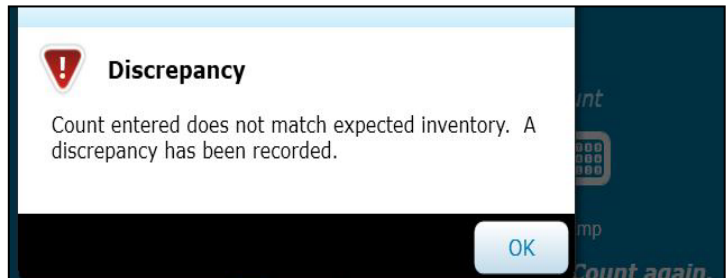 Discrepancy
Count entered does not match expected inventory. A
discrepancy has been recorded.
OK
Count again